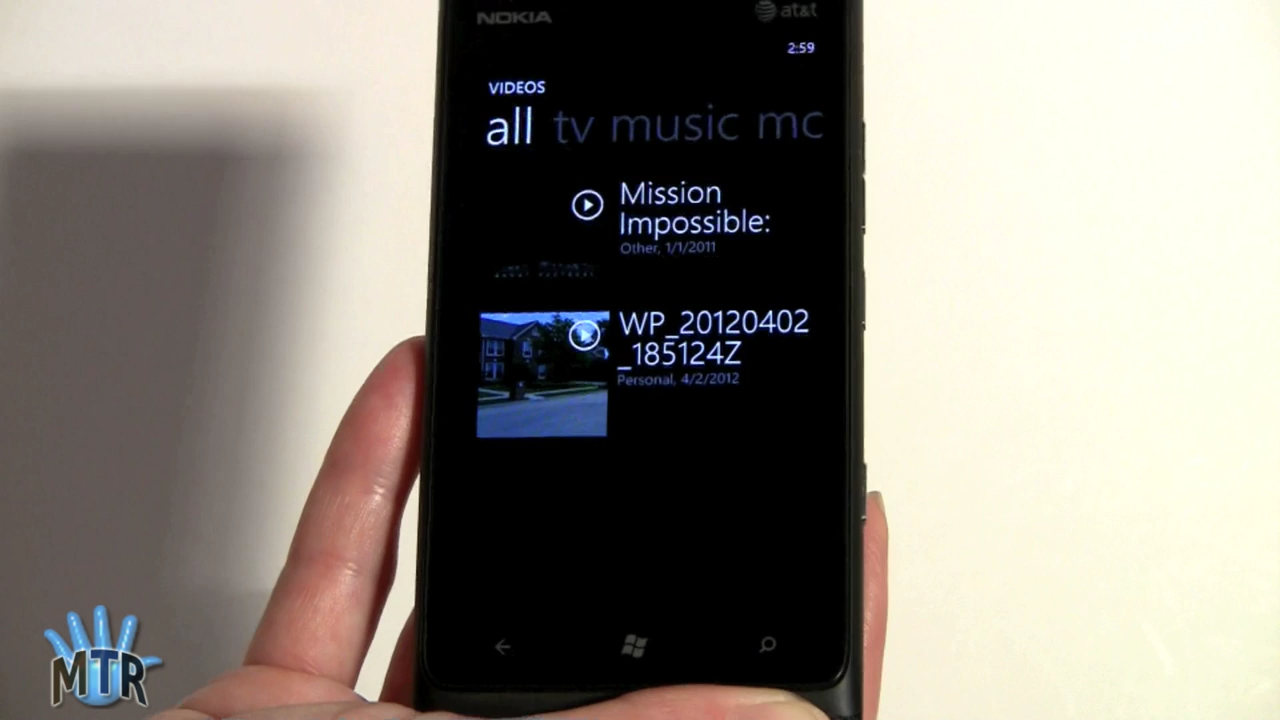 NOKIA
at&t
2:59
VIDEOS
all tv music mc
Mission
Impossible:
Other, 1/1/2011
WP_20120402
_185124Z
Personal, 4/2/2012
MTR